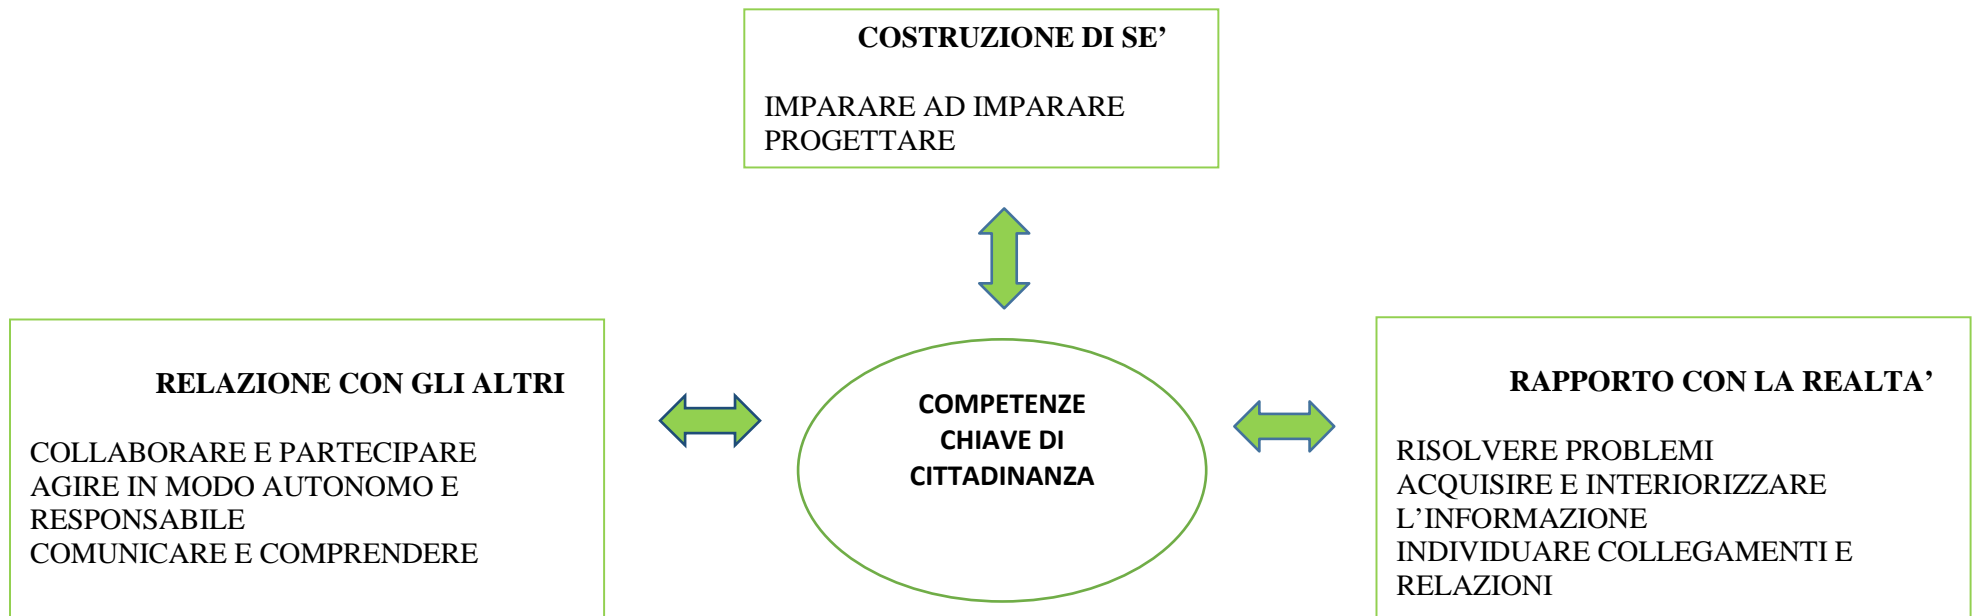 COSTRUZIONE DI SE’
IMPARARE AD IMPARARE
PROGETTARE
RELAZIONE CON GLI ALTRI
COLLABORARE E PARTECIPARE
AGIRE IN MODO AUTONOMO E
RESPONSABILE
COMUNICARE E COMPRENDERE
COMPETENZE
CHIAVE DI
CITTADINANZA
RAPPORTO CON LA REALTA’
RISOLVERE PROBLEMI
ACQUISIRE E INTERIORIZZARE
L’INFORMAZIONE
INDIVIDUARE COLLEGAMENTI E
RELAZIONI